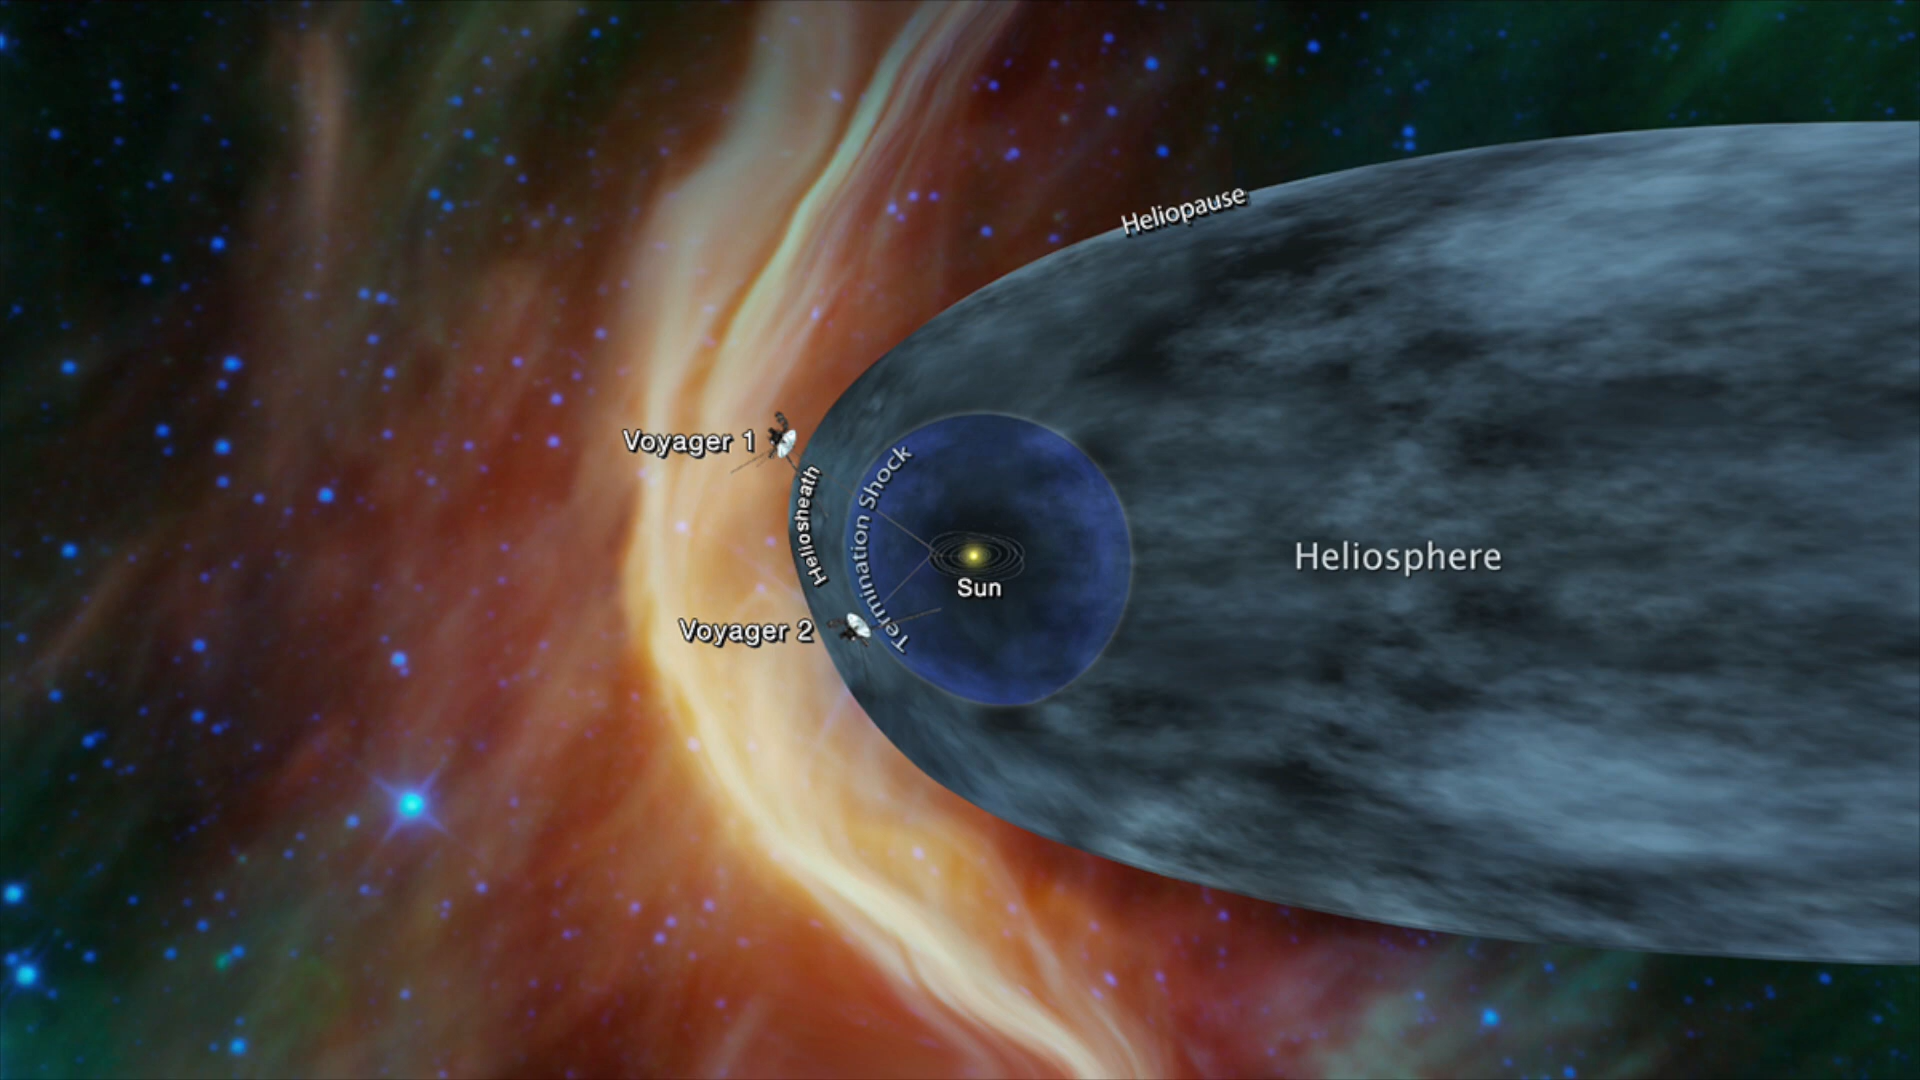 Heliopause
Voyager 1
Heliosheath
Termination Shock
Heliosphere
Sun
Voyager 2